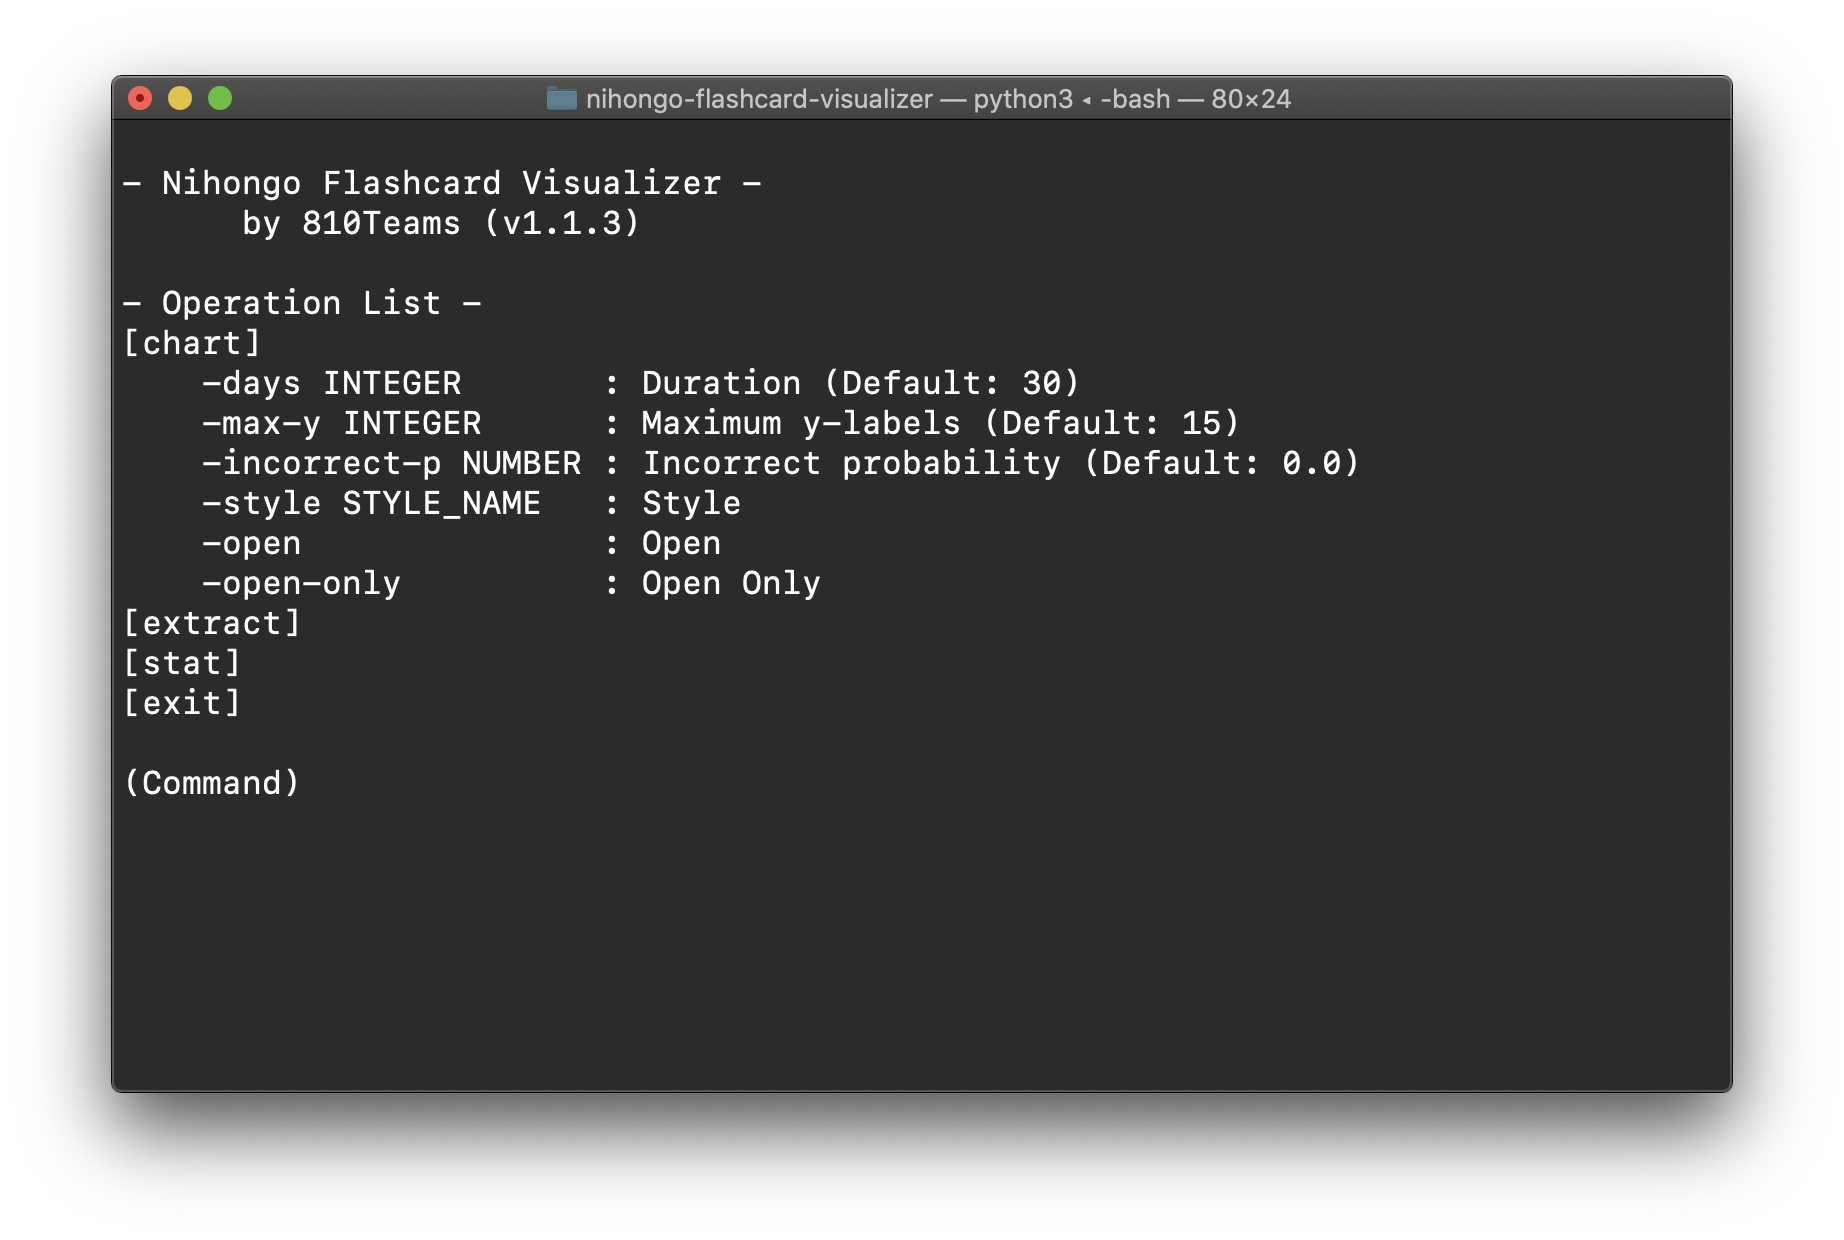 nihongo-flashcard-visualizer — python3 ◂ -bash — 80×24
- Nihongo Flashcard Visualizer -
by 810Teams (v1.1.3)
- Operation List -
[chart]
-days INTEGER : Duration (Default: 30)
-max-y INTEGER : Maximum y-labels (Default: 15)
-incorrect-p NUMBER : Incorrect probability (Default: 0.0)
-style STYLE_NAME : Style
-open : Open
-open-only : Open Only
[extract]
[stat]
[exit]
(Command)